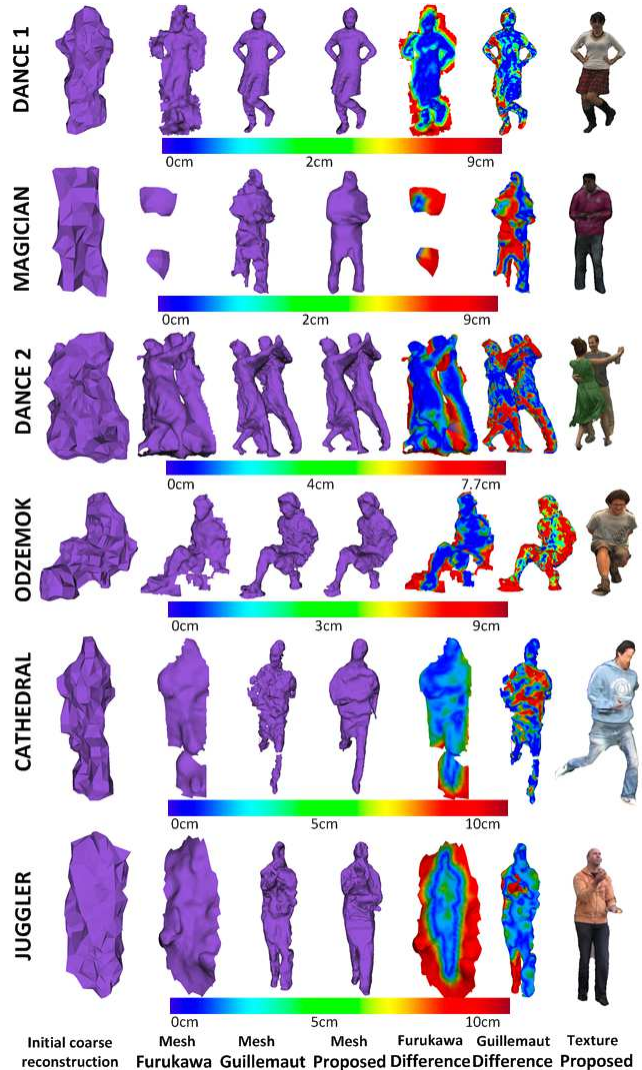 DANCE 1
0cm 2cm 9cm
MAGICIAN
0cm 2cm 9cm
DANCE 2
0cm 4cm 7.7cm
ODZEMOK
0cm 3cm 9cm
CATHEDRAL
0cm 5cm 10cm
JUGGLER
0cm 5cm 10cm
Initial coarse Mesh Mesh Mesh Furukawa Guillemaut Texture
reconstruction Furukawa Guillemaut Proposed Difference Difference Proposed